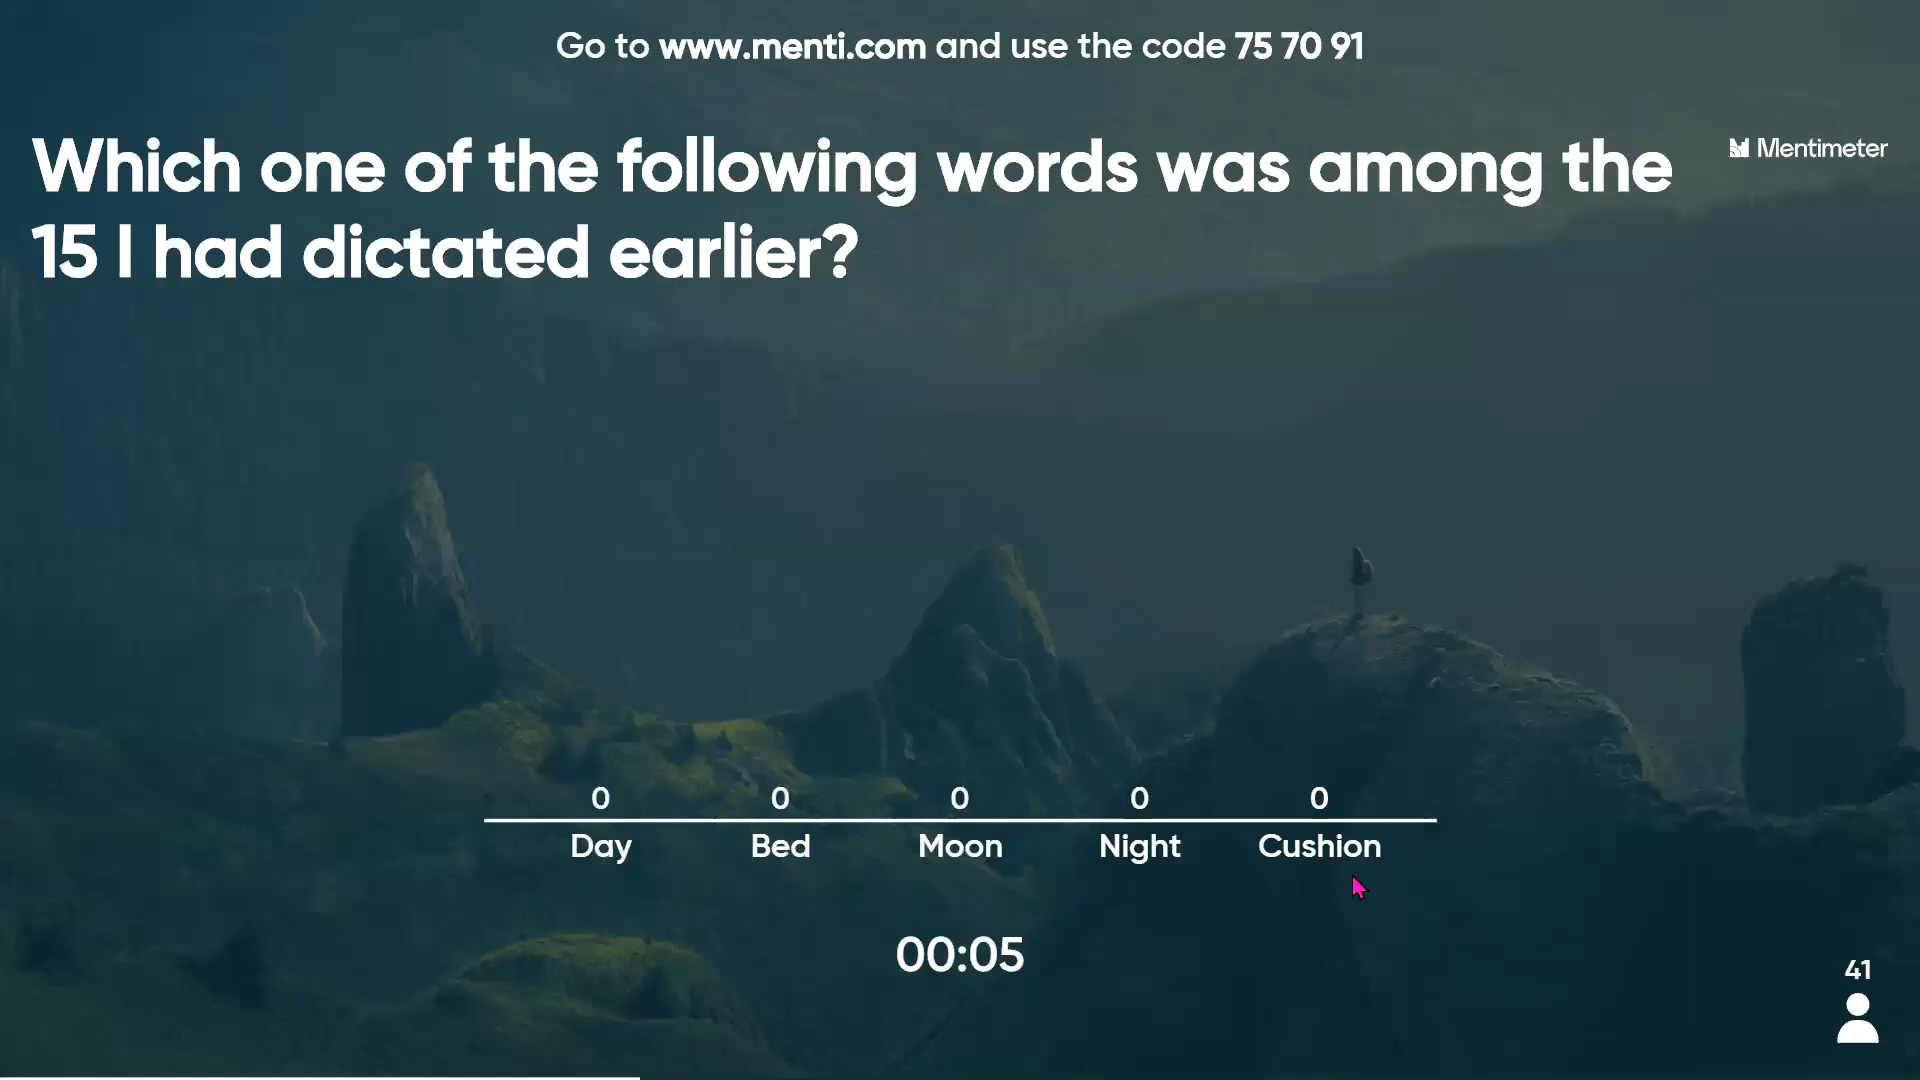 Go to www.menti.com and use the code 75 70 91
Which one of the following words was among the
15 I had dictated earlier?
Mentimeter
0 0 0 0 0
Day Bed Moon Night Cushion
00:05
41